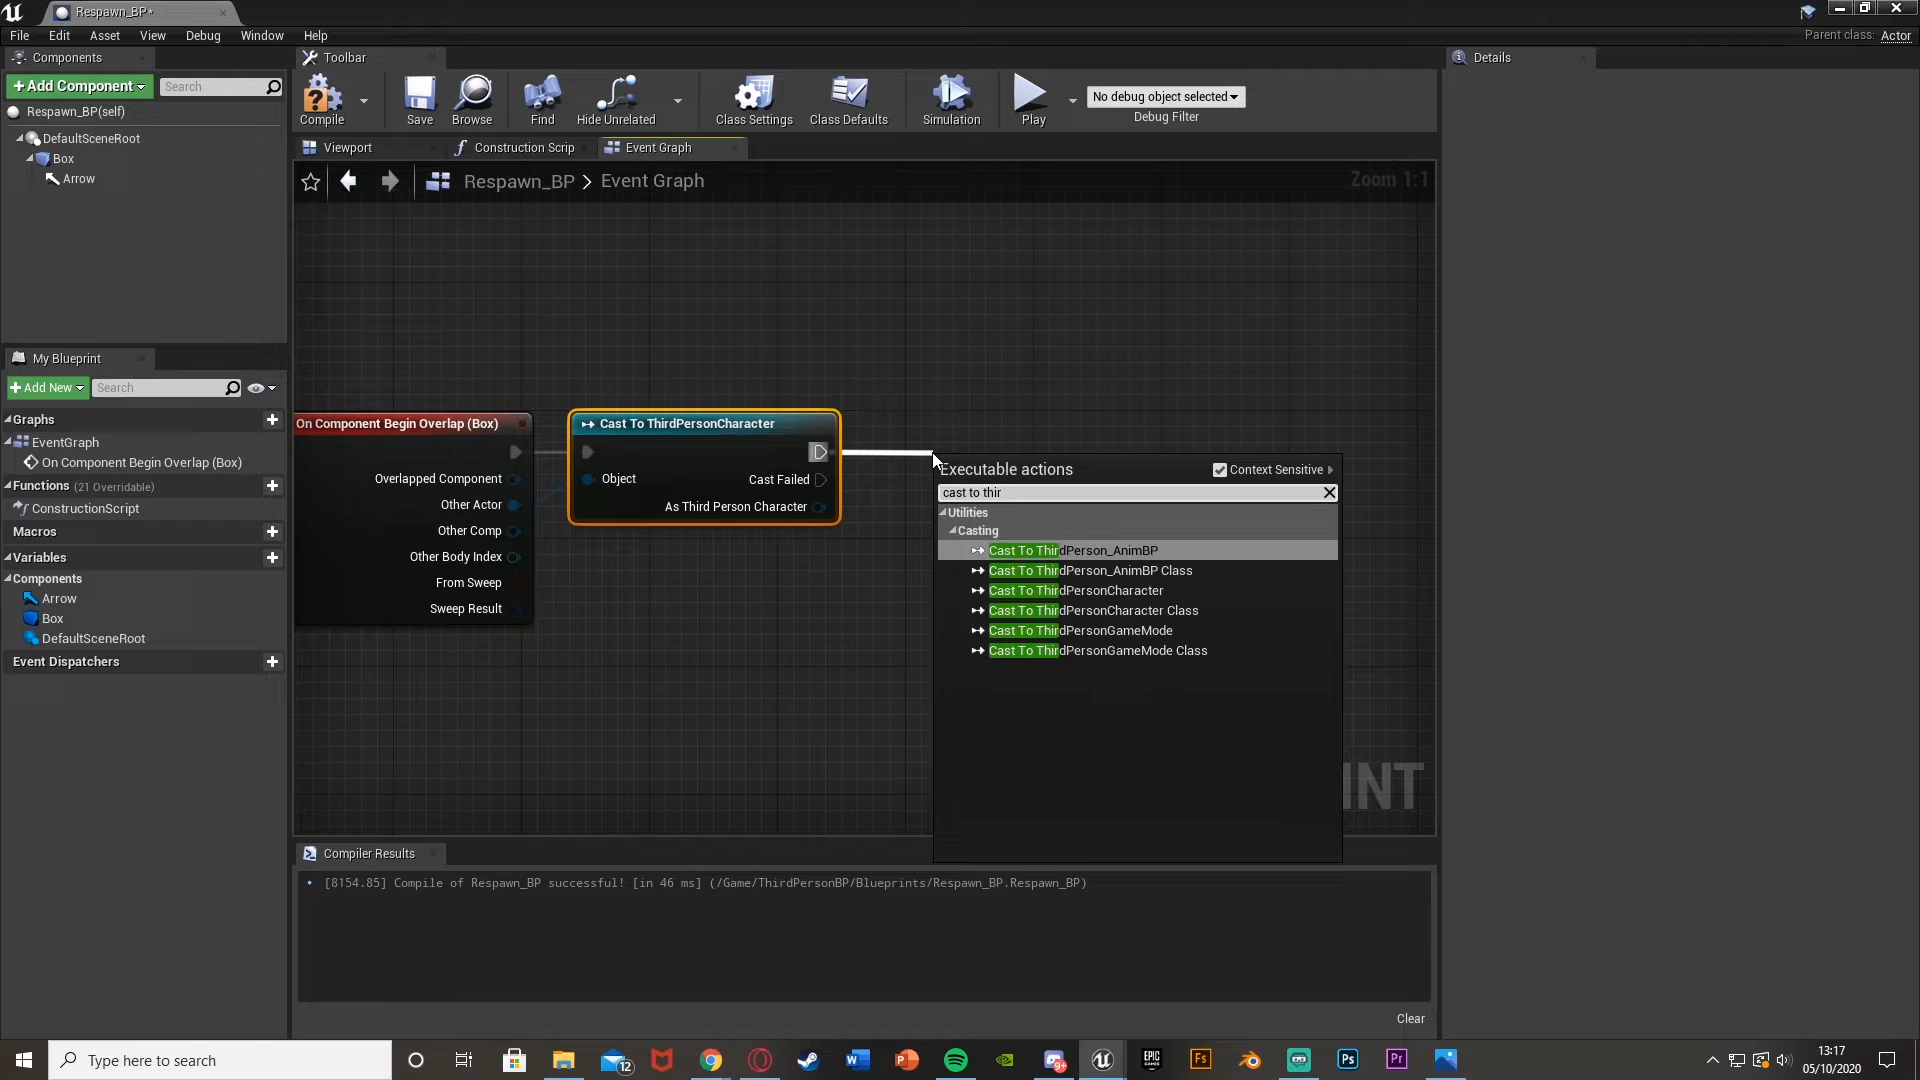 Respawn_BP*
File Edit Asset View Debug Window Help
Parent class: Actor
Components
Toolbar
Details
+Add Component
Search
Respawn_BP(self)
DefaultSceneRoot
Box
Arrow
Compile
Save
Browse
Find
Hide Unrelated
Class Settings
Class Defaults
Simulation
Play
No debug object selected
Debug Filter
Viewport
Construction Scrip
Event Graph
Respawn_BP > Event Graph
Zoom 1:1
My Blueprint
+Add New
Search
Graphs
EventGraph
On Component Begin Overlap (Box)
Functions (21 Overridable)
ConstructionScript
Macros
Variables
Components
Arrow
Box
DefaultSceneRoot
Event Dispatchers
On Component Begin Overlap (Box)
Overlapped Component
Other Actor
Other Comp
Other Body Index
From Sweep
Sweep Result
Cast To ThirdPersonCharacter
Object
Cast Failed
As Third Person Character
Executable actions
Context Sensitive
cast to thir
Utilities
Casting
Cast To ThirdPerson_AnimBP
Cast To ThirdPerson_AnimBP Class
Cast To ThirdPersonCharacter
Cast To ThirdPersonCharacter Class
Cast To ThirdPersonGameMode
Cast To ThirdPersonGameMode Class
INT
Compiler Results
• [8154.85] Compile of Respawn_BP successful! [in 46 ms] (/Game/ThirdPersonBP/Blueprints/Respawn_BP.Respawn_BP)
Clear
Type here to search
12
W
P
9+
EPIC GAMES
Fs
Ps
Pr
13:17
05/10/2020